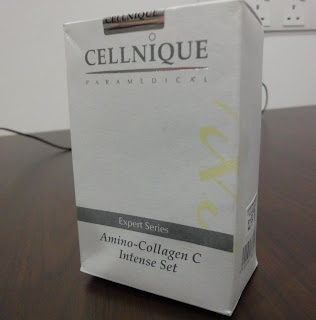 CELLNIQUE
CELLNIQUE
PARAMEDICAL
Expert Series
Amino-Collagen C
Intense Set